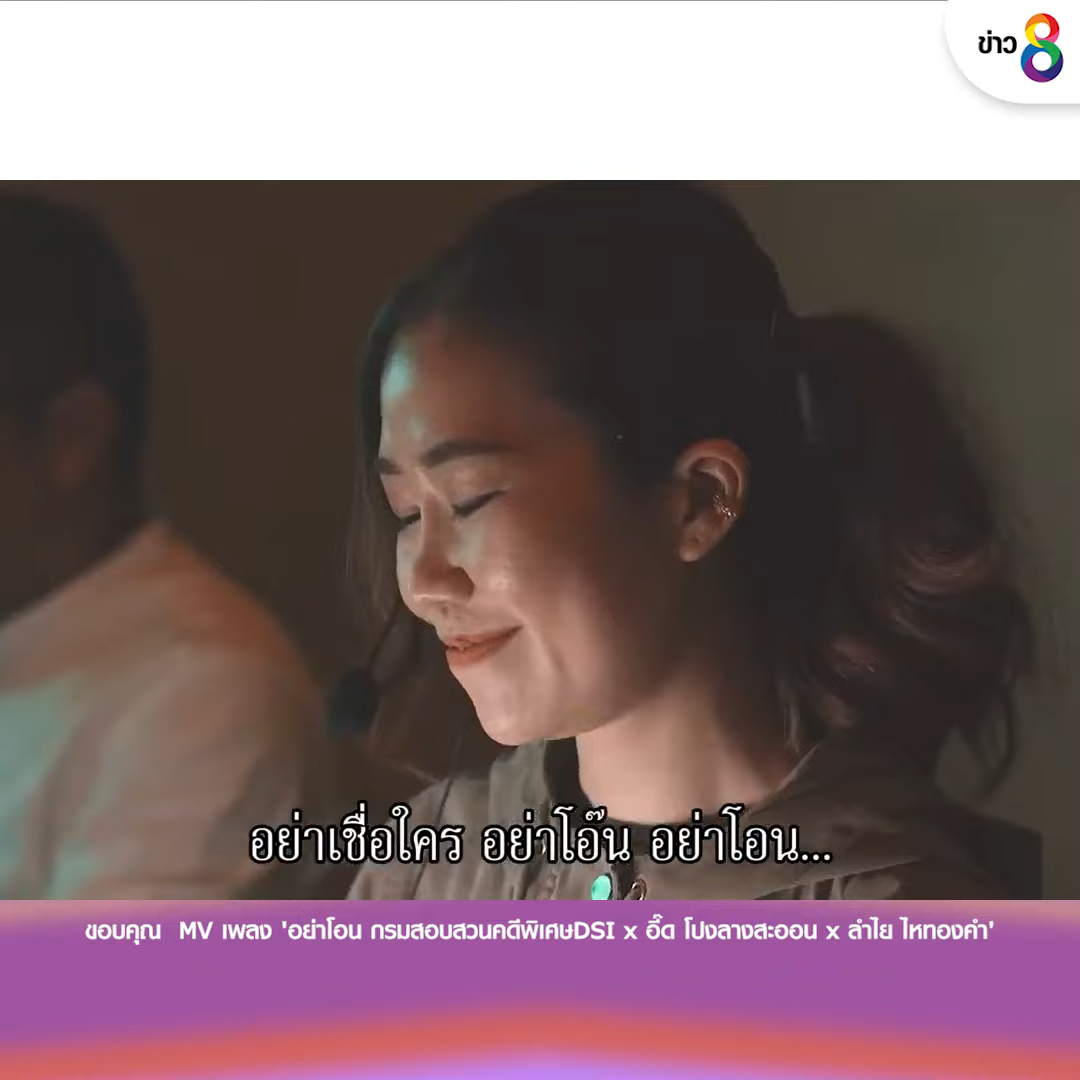 ข่าว 8
อย่าเชื่อใคร อย่าโอ๊น อย่าโอน...
ขอบคุณ MV เพลง 'อย่าโอน กรมสอบสวนคดีพิเศษDSI x อี๊ด โปงลางสะออน x ลำไย ไหทองคำ'